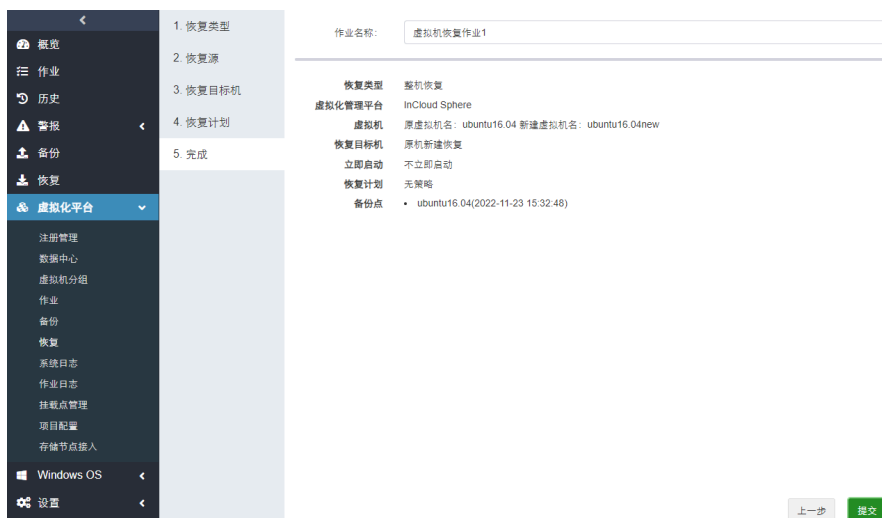 概览
作业
历史
警报
备份
恢复
虚拟化平台
注册管理
数据中心
虚拟机分组
作业
备份
恢复
系统日志
作业日志
挂载点管理
项目配置
存储节点接入
Windows OS
设置
1. 恢复类型
2. 恢复源
3. 恢复目标机
4. 恢复计划
5. 完成
作业名称: 虚拟机恢复作业1
恢复类型 整机恢复
虚拟化管理平台 InCloud Sphere
虚拟机 原虚拟机名: ubuntu16.04 新建虚拟机名: ubuntu16.04new
恢复目标机 原机新建恢复
立即启动 不立即启动
恢复计划 无策略
备份点 • ubuntu16.04(2022-11-23 15:32:48)
上一步 提交